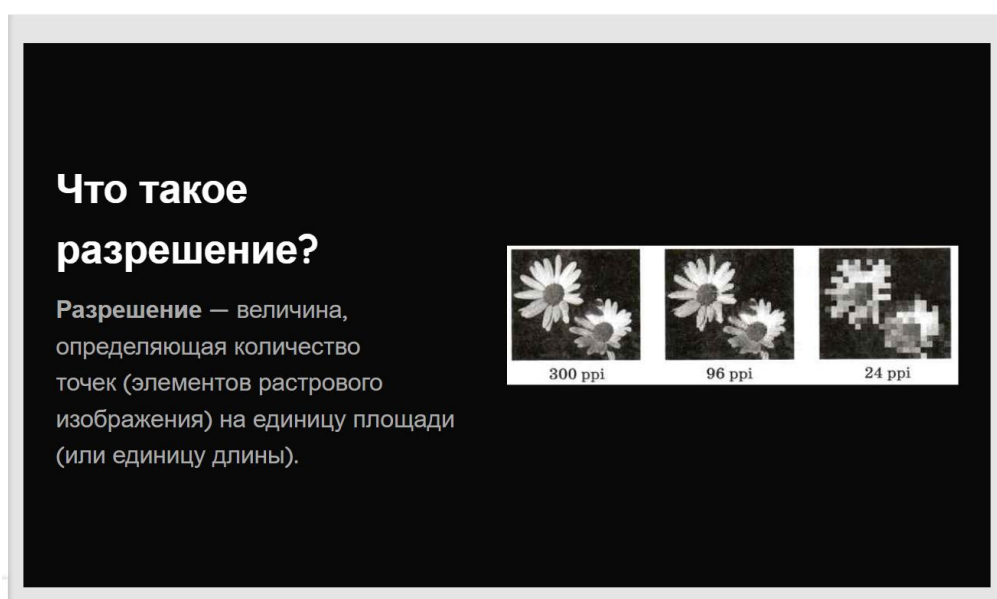 Что такое
разрешение?
Разрешение — величина,
определяющая количество
точек (элементов растрового
изображения) на единицу площади
(или единицу длины).
300 ppi
96 ppi
24 ppi